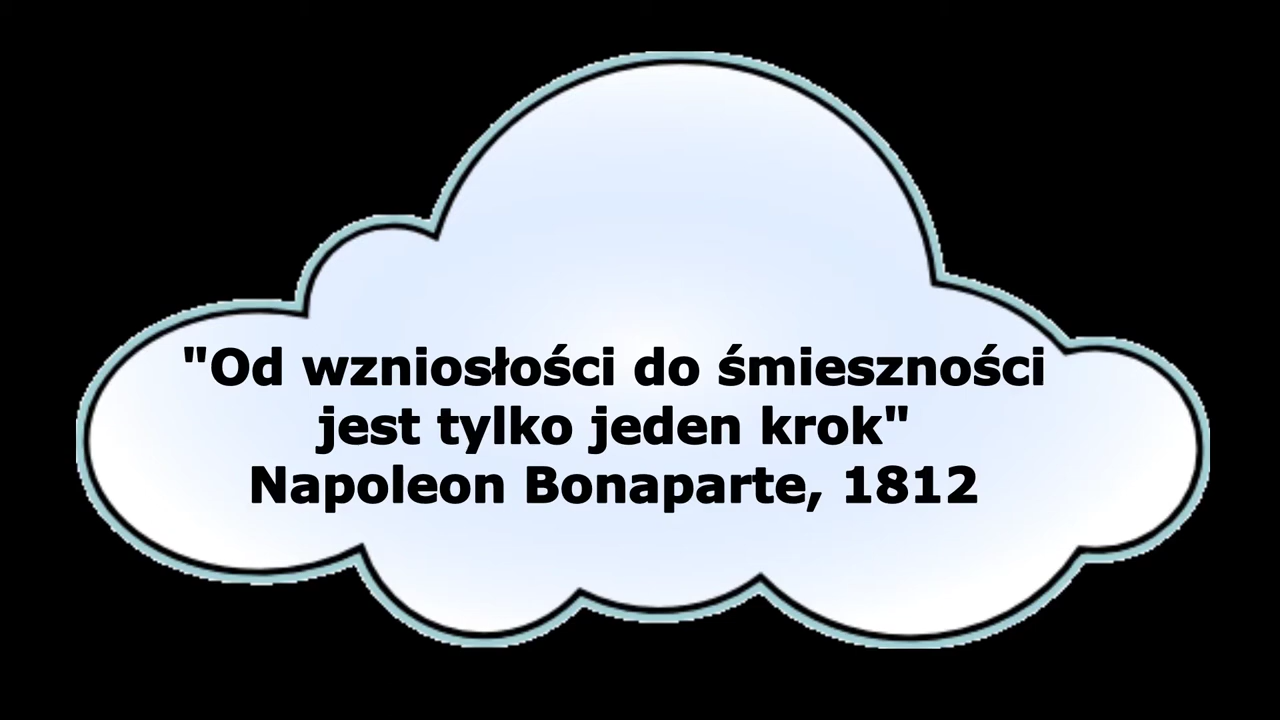 "Od wzniosłości do śmieszności
jest tylko jeden krok"
Napoleon Bonaparte, 1812